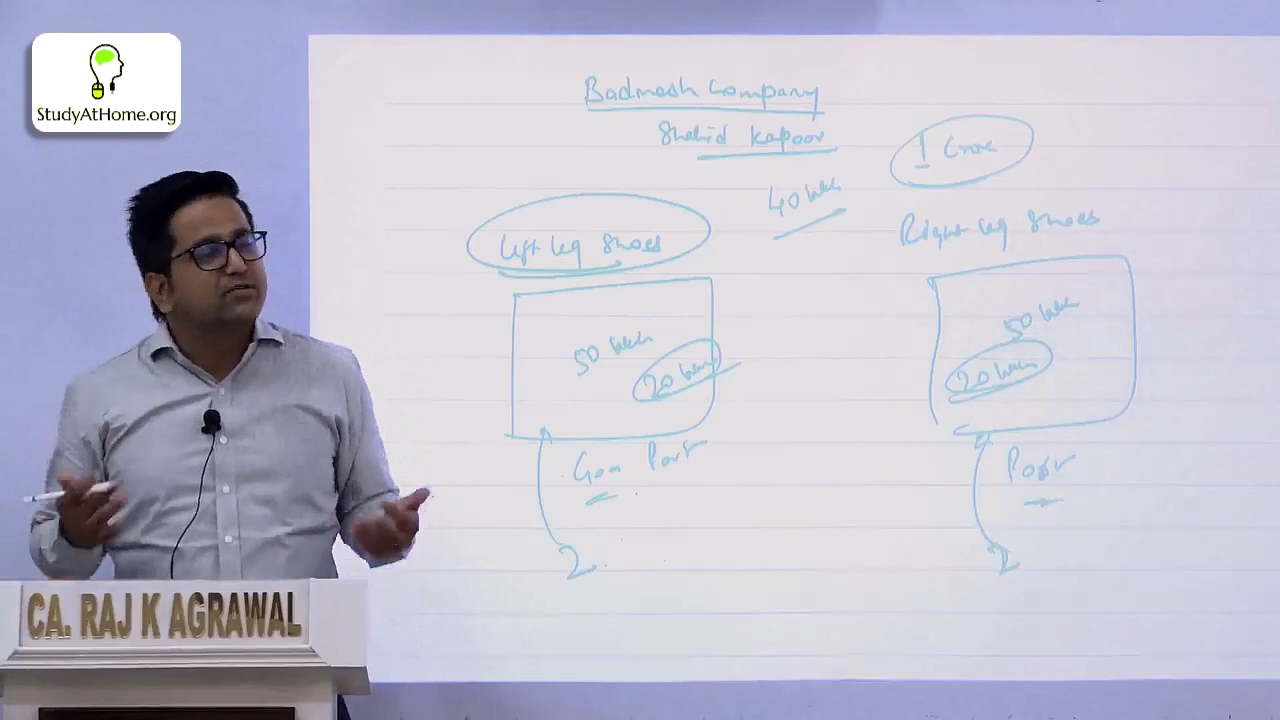 StudyAtHome.org
Badmash Company
Shahid Kapoor
1 Crore
40 lakh
Left leg Shoes
Right leg Shoes
50 lakh
20 lakh
50 lakh
20 lakh
Goa Port
Port
2
2
CA. RAJ K AGRAWAL